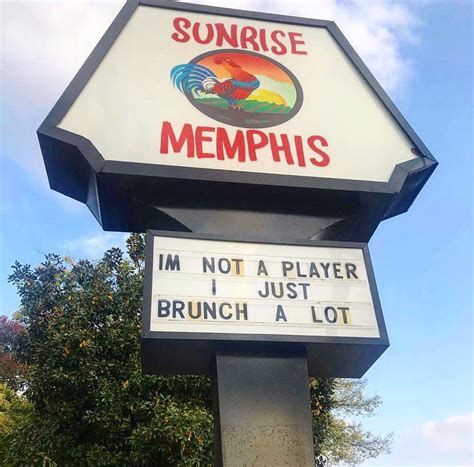 SUNRISE
MEMPHIS
IM NOT A PLAYER
I JUST
BRUNCH A LOT